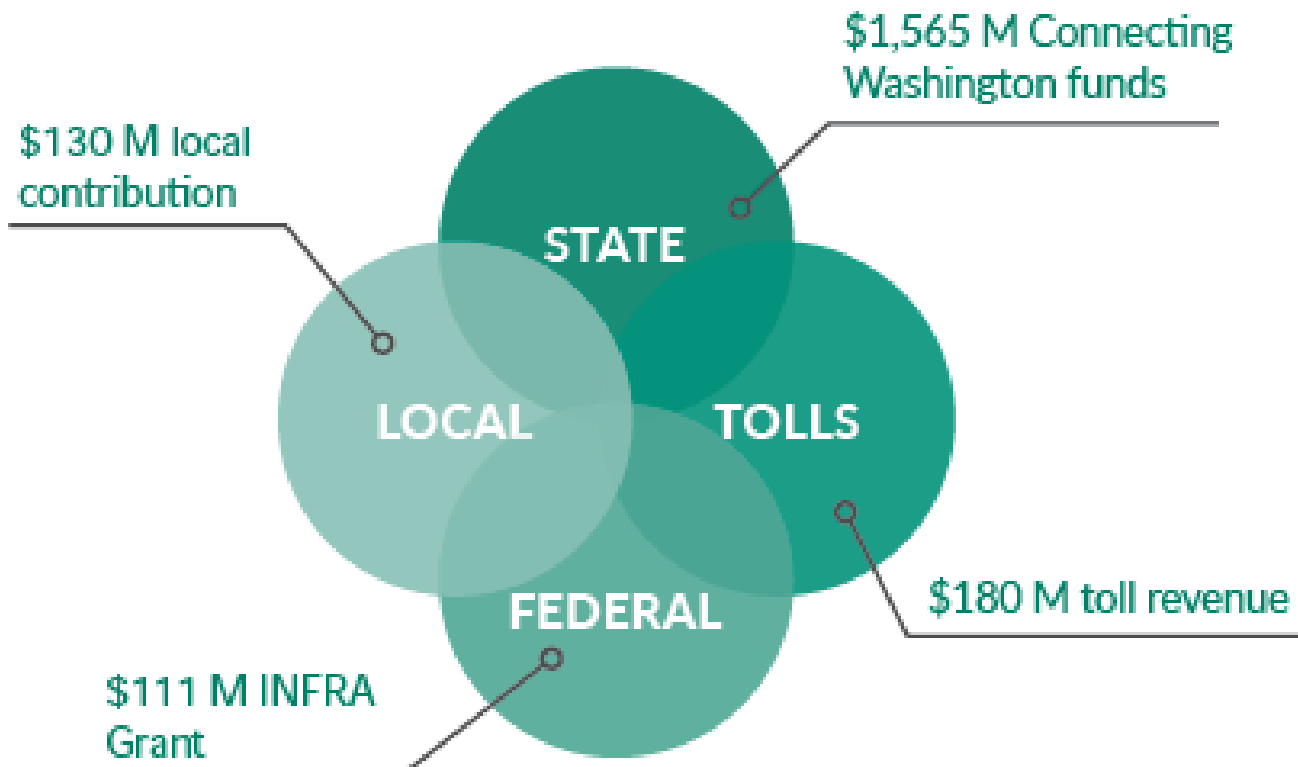 $1,565 M Connecting
Washington funds
$130 M local
contribution
STATE
LOCAL
TOLLS
$180 M toll revenue
FEDERAL
$111 M INFRA
Grant